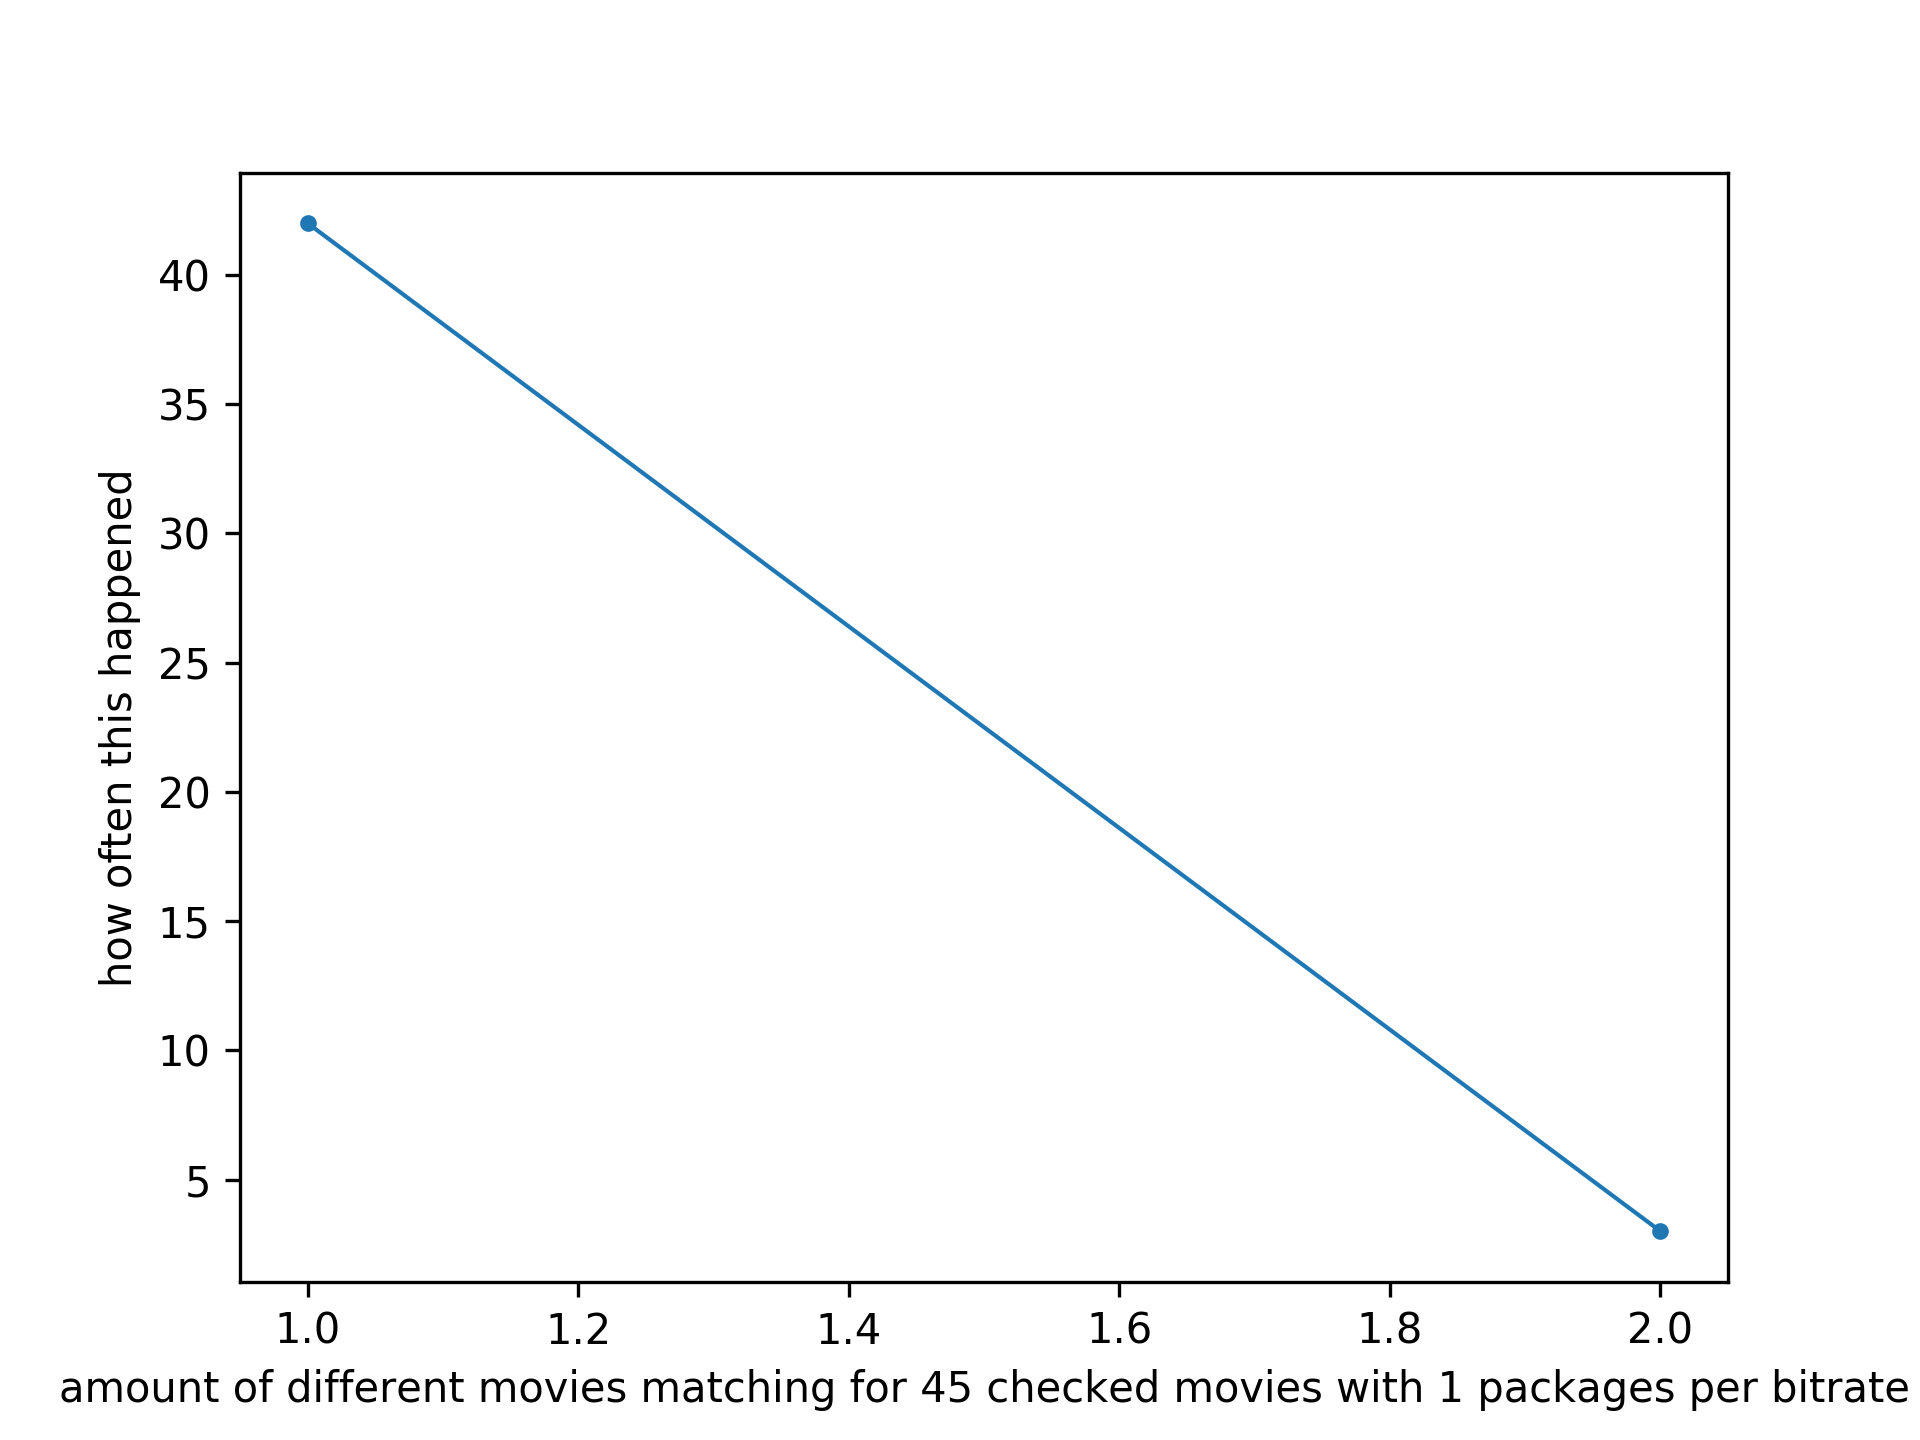 40
35
30
25
20
15
10
5
how often this happened
1.0 1.2 1.4 1.6 1.8 2.0
amount of different movies matching for 45 checked movies with 1 packages per bitrate